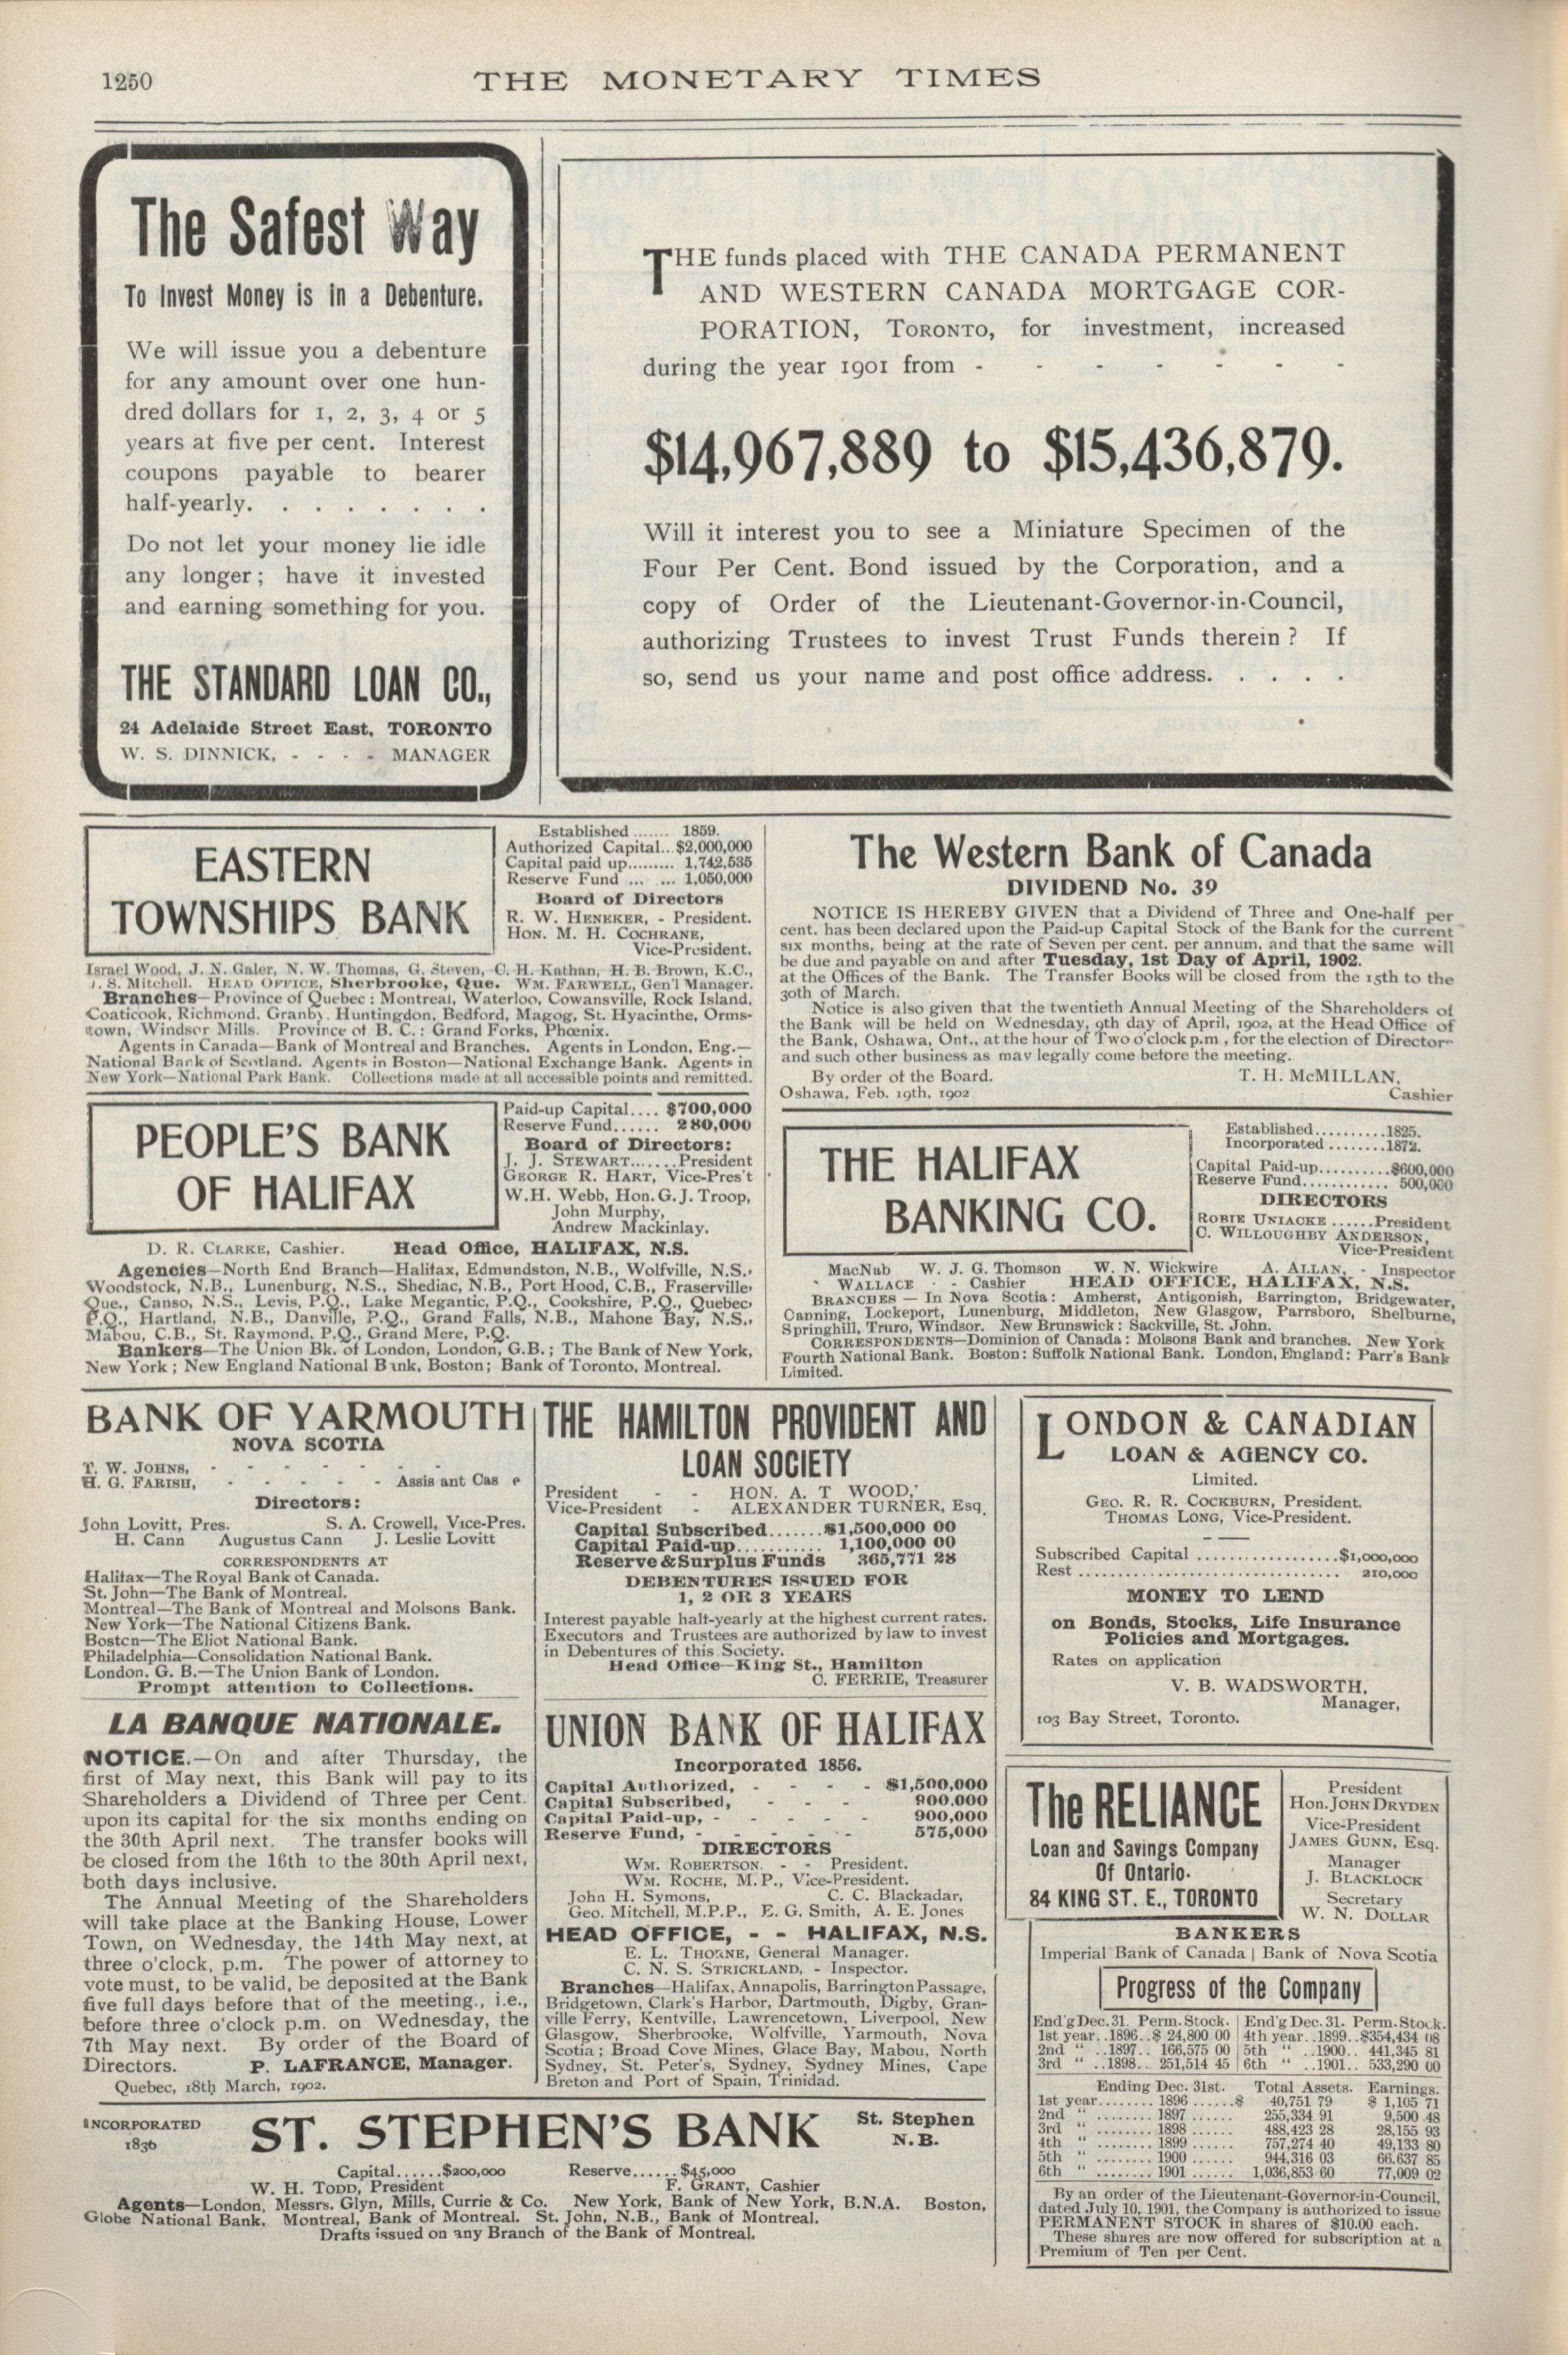 1250
THE MONETARY TIMES
The Safest Way
To Invest Money is in a Debenture.
We will issue you a debenture
for any amount over one hun-
dred dollars for 1, 2, 3, 4 or 5
years at five per cent. Interest
coupons payable to bearer
half-yearly. . . . . . . .
Do not let your money lie idle
any longer; have it invested
and earning something for you.
THE STANDARD LOAN CO.,
24 Adelaide Street East, TORONTO
W. S. DINNICK, - - - - MANAGER
THE funds placed with THE CANADA PERMANENT
AND WESTERN CANADA MORTGAGE COR-
PORATION, TORONTO, for investment, increased
during the year 1901 from - - - - - - -
$14,967,889 to $15,436,879.
Will it interest you to see a Miniature Specimen of the
Four Per Cent. Bond issued by the Corporation, and a
copy of Order of the Lieutenant-Governor-in-Council,
authorizing Trustees to invest Trust Funds therein? If
so, send us your name and post office address. . . . .
EASTERN
TOWNSHIPS BANK
Established ....... 1859.
Authorized Capital...$2,000,000
Capital paid up......... 1,742,535
Reserve Fund ... ... 1,050,000
Board of Directors
R. W. HENEKER, - President.
HON. M. H. COCHRANE,
Vice-President.
Israel Wood, J. N. Galer, N. W. Thomas, G. Steven, C. H. Kathan, H. B. Brown, K.C.,
J. S. Mitchell. HEAD OFFICE, Sherbrooke, Que. WM. FARWELL, Gen'l Manager.
Branches—Province of Quebec: Montreal, Waterloo, Cowansville, Rock Island,
Coaticook, Richmond, Granby, Huntingdon, Bedford, Magog, St. Hyacinthe, Orms-
town, Windsor Mills. Province of B. C.: Grand Forks, Phœnix.
Agents in Canada—Bank of Montreal and Branches. Agents in London, Eng.—
National Bank of Scotland. Agents in Boston—National Exchange Bank. Agents in
New York—National Park Bank. Collections made at all accessible points and remitted.
The Western Bank of Canada
DIVIDEND No. 39
NOTICE IS HEREBY GIVEN that a Dividend of Three and One-half per
cent. has been declared upon the Paid-up Capital Stock of the Bank for the current
six months, being at the rate of Seven per cent. per annum, and that the same will
be due and payable on and after Tuesday, 1st Day of April, 1902.
at the Offices of the Bank. The Transfer Books will be closed from the 15th to the
30th of March.
Notice is also given that the twentieth Annual Meeting of the Shareholders of
the Bank will be held on Wednesday, 9th day of April, 1902, at the Head Office of
the Bank, Oshawa, Ont., at the hour of Two o'clock p.m., for the election of Director
and such other business as may legally come before the meeting.
By order of the Board. T. H. McMILLAN,
Oshawa, Feb. 19th, 1902 Cashier
PEOPLE'S BANK
OF HALIFAX
Paid-up Capital.... $700,000
Reserve Fund...... 280,000
Board of Directors:
J. J. STEWART.......President
GEORGE R. HART, Vice-Pres't
W.H. Webb, Hon. G. J. Troop,
John Murphy,
Andrew Mackinlay.
D. R. CLARKE, Cashier. Head Office, HALIFAX, N.S.
Agencies—North End Branch—Halifax, Edmundston, N.B., Wolfville, N.S.,
Woodstock, N.B., Lunenburg, N.S., Shediac, N.B., Port Hood, C.B., Fraserville,
Que., Canso, N.S., Levis, P.Q., Lake Megantic, P.Q., Cookshire, P.Q., Quebec,
P.Q., Hartland, N.B., Danville, P.Q., Grand Falls, N.B., Mahone Bay, N.S.,
Mabou, C.B., St. Raymond, P.Q., Grand Mere, P.Q.
Bankers—The Union Bk. of London, London, G.B.; The Bank of New York,
New York; New England National Bank, Boston; Bank of Toronto, Montreal.
THE HALIFAX
BANKING CO.
Established..........1825.
Incorporated ........1872.
Capital Paid-up..........$600,000
Reserve Fund............ 500,000
DIRECTORS
ROBIE UNIACKE ......President
C. WILLOUGHBY ANDERSON,
Vice-President
MacNab W. J. G. Thomson W. N. Wickwire A. ALLAN, - Inspector
WALLACE - - Cashier HEAD OFFICE, HALIFAX, N.S.
BRANCHES — In Nova Scotia: Amherst, Antigonish, Barrington, Bridgewater,
Canning, Lockeport, Lunenburg, Middleton, New Glasgow, Parrsboro, Shelburne,
Springhill, Truro, Windsor. New Brunswick: Sackville, St. John.
CORRESPONDENTS—Dominion of Canada: Molsons Bank and branches. New York
Fourth National Bank. Boston: Suffolk National Bank. London, England: Parr's Bank
Limited.
BANK OF YARMOUTH
NOVA SCOTIA
T. W. JOHNS, - - - - - -
H. G. FARISH, - - - - - Assis ant Cas e
Directors:
John Lovitt, Pres. S. A. Crowell, Vice-Pres.
H. Cann Augustus Cann J. Leslie Lovitt
CORRESPONDENTS AT
Halifax—The Royal Bank of Canada.
St. John—The Bank of Montreal.
Montreal—The Bank of Montreal and Molsons Bank.
New York—The National Citizens Bank.
Boston—The Eliot National Bank.
Philadelphia—Consolidation National Bank.
London, G. B.—The Union Bank of London.
Prompt attention to Collections.
LA BANQUE NATIONALE.
NOTICE.—On and after Thursday, the
first of May next, this Bank will pay to its
Shareholders a Dividend of Three per Cent.
upon its capital for the six months ending on
the 30th April next. The transfer books will
be closed from the 16th to the 30th April next,
both days inclusive.
The Annual Meeting of the Shareholders
will take place at the Banking House, Lower
Town, on Wednesday, the 14th May next, at
three o'clock, p.m. The power of attorney to
vote must, to be valid, be deposited at the Bank
five full days before that of the meeting., i.e.,
before three o'clock p.m. on Wednesday, the
7th May next. By order of the Board of
Directors. P. LAFRANCE, Manager.
Quebec, 18th March, 1902.
THE HAMILTON PROVIDENT AND
LOAN SOCIETY
President - - HON. A. T WOOD,
Vice-President - ALEXANDER TURNER, Esq.
Capital Subscribed.......$1,500,000 00
Capital Paid-up........... 1,100,000 00
Reserve & Surplus Funds 365,771 28
DEBENTURES ISSUED FOR
1, 2 OR 3 YEARS
Interest payable half-yearly at the highest current rates.
Executors and Trustees are authorized by law to invest
in Debentures of this Society.
Head Office—King St., Hamilton
C. FERRIE, Treasurer
UNION BANK OF HALIFAX
Incorporated 1856.
Capital Authorized, - - - - $1,500,000
Capital Subscribed, - - - 900,000
Capital Paid-up, - - - - - 900,000
Reserve Fund, - - - - - 575,000
DIRECTORS
WM. ROBERTSON. - - President.
WM. ROCHE, M.P., Vice-President.
John H. Symons, C. C. Blackadar,
Geo. Mitchell, M.P.P., E. G. Smith, A. E. Jones
HEAD OFFICE, - - HALIFAX, N.S.
E. L. THORNE, General Manager.
C. N. S. STRICKLAND, - Inspector.
Branches—Halifax, Annapolis, Barrington Passage,
Bridgetown, Clark's Harbor, Dartmouth, Digby, Gran-
ville Ferry, Kentville, Lawrencetown, Liverpool, New
Glasgow, Sherbrooke, Wolfville, Yarmouth, Nova
Scotia; Broad Cove Mines, Glace Bay, Mabou, North
Sydney, St. Peter's, Sydney, Sydney Mines, Cape
Breton and Port of Spain, Trinidad.
LONDON & CANADIAN
LOAN & AGENCY CO.
Limited.
GEO. R. R. COCKBURN, President.
THOMAS LONG, Vice-President.
Subscribed Capital ..................$1,000,000
Rest ................................. 210,000
MONEY TO LEND
on Bonds, Stocks, Life Insurance
Policies and Mortgages.
Rates on application
V. B. WADSWORTH,
Manager,
103 Bay Street, Toronto.
The RELIANCE
Loan and Savings Company
Of Ontario.
84 KING ST. E., TORONTO
President
Hon. JOHN DRYDEN
Vice-President
JAMES GUNN, Esq.
Manager
J. BLACKLOCK
Secretary
W. N. DOLLAR
BANKERS
Imperial Bank of Canada | Bank of Nova Scotia
Progress of the Company
End'g Dec. 31. Perm. Stock. End'g Dec. 31. Perm. Stock.
1st year..1896..$ 24,800 00 4th year..1899..$354,434 08
2nd " ..1897.. 166,575 00 5th " ..1900.. 441,345 81
3rd " ..1898.. 251,514 45 6th " ..1901.. 533,290 00
Ending Dec. 31st. Total Assets. Earnings.
1st year........ 1896 ......$ 40,751 79 $ 1,105 71
2nd " ........ 1897 ...... 255,334 91 9,500 48
3rd " ........ 1898 ...... 488,423 28 28,155 93
4th " ........ 1899 ...... 757,274 40 49,133 80
5th " ........ 1900 ...... 944,316 03 66,637 85
6th " ........ 1901 ...... 1,036,853 60 77,009 02
By an order of the Lieutenant-Governor-in-Council,
dated July 10, 1901, the Company is authorized to issue
PERMANENT STOCK in shares of $10.00 each.
These shares are now offered for subscription at a
Premium of Ten per Cent.
INCORPORATED
1836
ST. STEPHEN'S BANK
St. Stephen
N.B.
Capital......$200,000 Reserve......$45,000
W. H. TODD, President F. GRANT, Cashier
Agents—London, Messrs. Glyn, Mills, Currie & Co. New York, Bank of New York, B.N.A. Boston,
Globe National Bank. Montreal, Bank of Montreal. St. John, N.B., Bank of Montreal.
Drafts issued on any Branch of the Bank of Montreal.